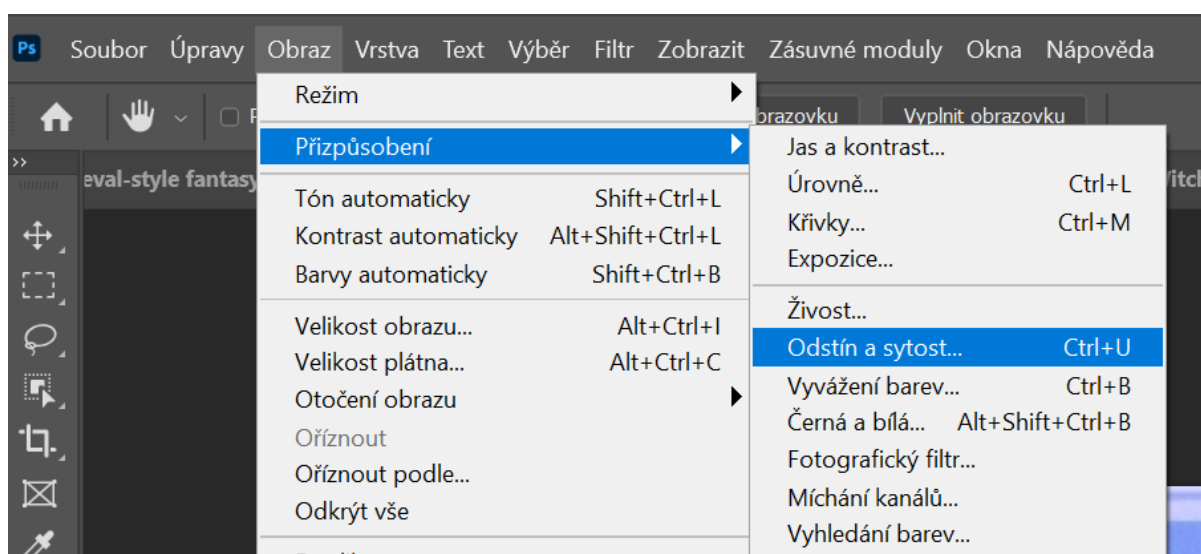 Ps Soubor Úpravy Obraz Vrstva Text Výběr Filtr Zobrazit Zásuvné moduly Okna Nápověda
brazovku Vyplnit obrazovku
eval-style fantasy
Režim
Přizpůsobení
Tón automaticky Shift+Ctrl+L
Kontrast automaticky Alt+Shift+Ctrl+L
Barvy automaticky Shift+Ctrl+B
Velikost obrazu... Alt+Ctrl+I
Velikost plátna... Alt+Ctrl+C
Otočení obrazu
Oříznout
Oříznout podle...
Odkrýt vše
Jas a kontrast...
Úrovně... Ctrl+L
Křivky... Ctrl+M
Expozice...
Živost...
Odstín a sytost... Ctrl+U
Vyvážení barev... Ctrl+B
Černá a bílá... Alt+Shift+Ctrl+B
Fotografický filtr...
Míchání kanálů...
Vyhledání barev...